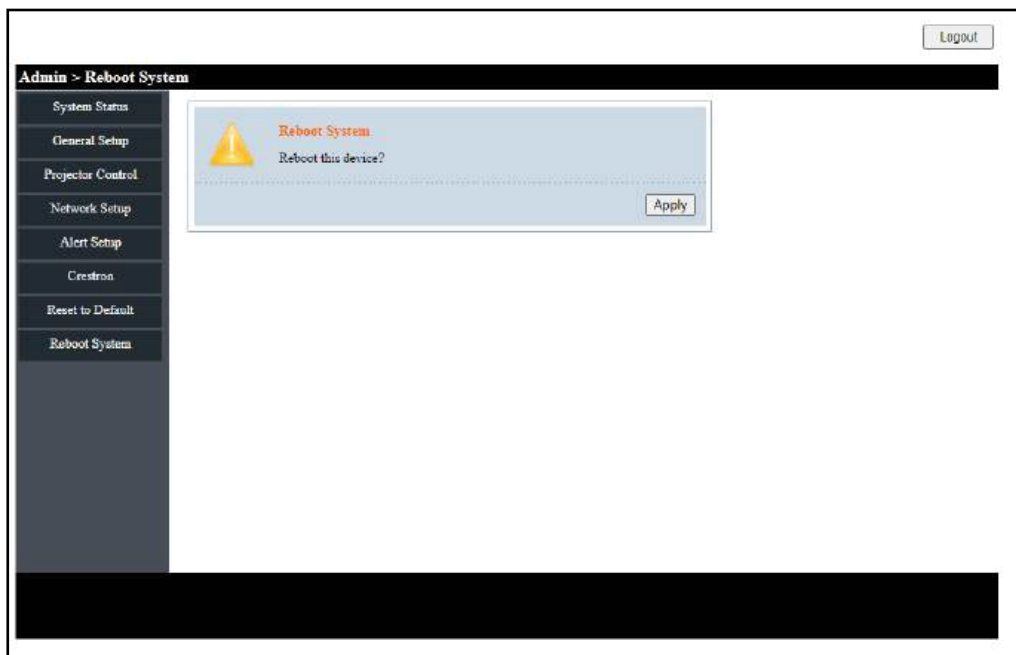 Logout
Admin > Reboot System
System Status
General Setup
Projector Control
Network Setup
Alert Setup
Crestron
Reset to Default
Reboot System
Reboot System
Reboot this device?
Apply